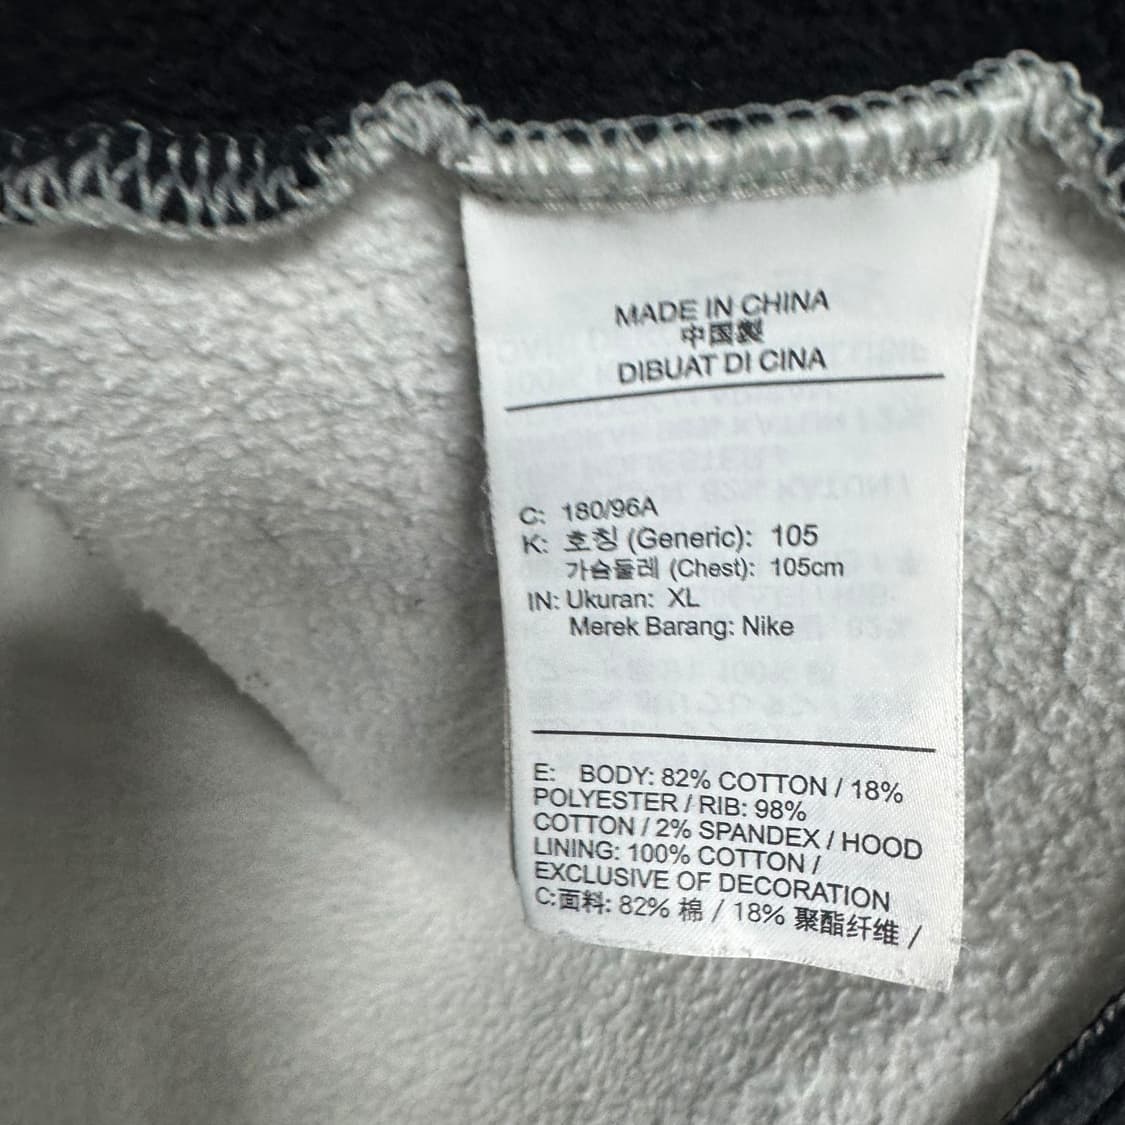 MADE IN CHINA
中国製
DIBUAT DI CINA
C: 180/96A
K: 호칭 (Generic): 105
가슴둘레 (Chest): 105cm
IN: Ukuran: XL
Merek Barang: Nike
E: BODY: 82% COTTON / 18%
POLYESTER / RIB: 98%
COTTON / 2% SPANDEX / HOOD
LINING: 100% COTTON /
EXCLUSIVE OF DECORATION
C:面料: 82% 棉 / 18% 聚酯纤维 /